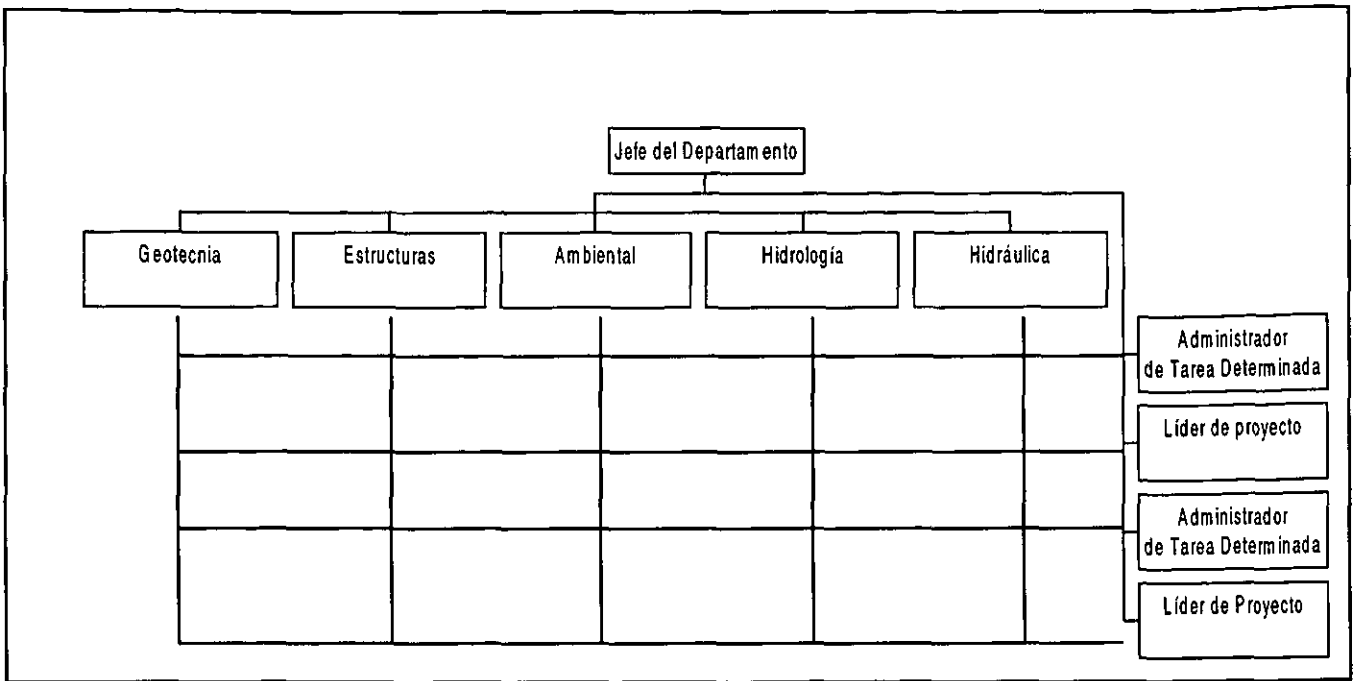 Jefe del Departamento
Geotecnia
Estructuras
Ambiental
Hidrología
Hidráulica
Administrador
de Tarea Determinada
Líder de proyecto
Administrador
de Tarea Determinada
Líder de Proyecto